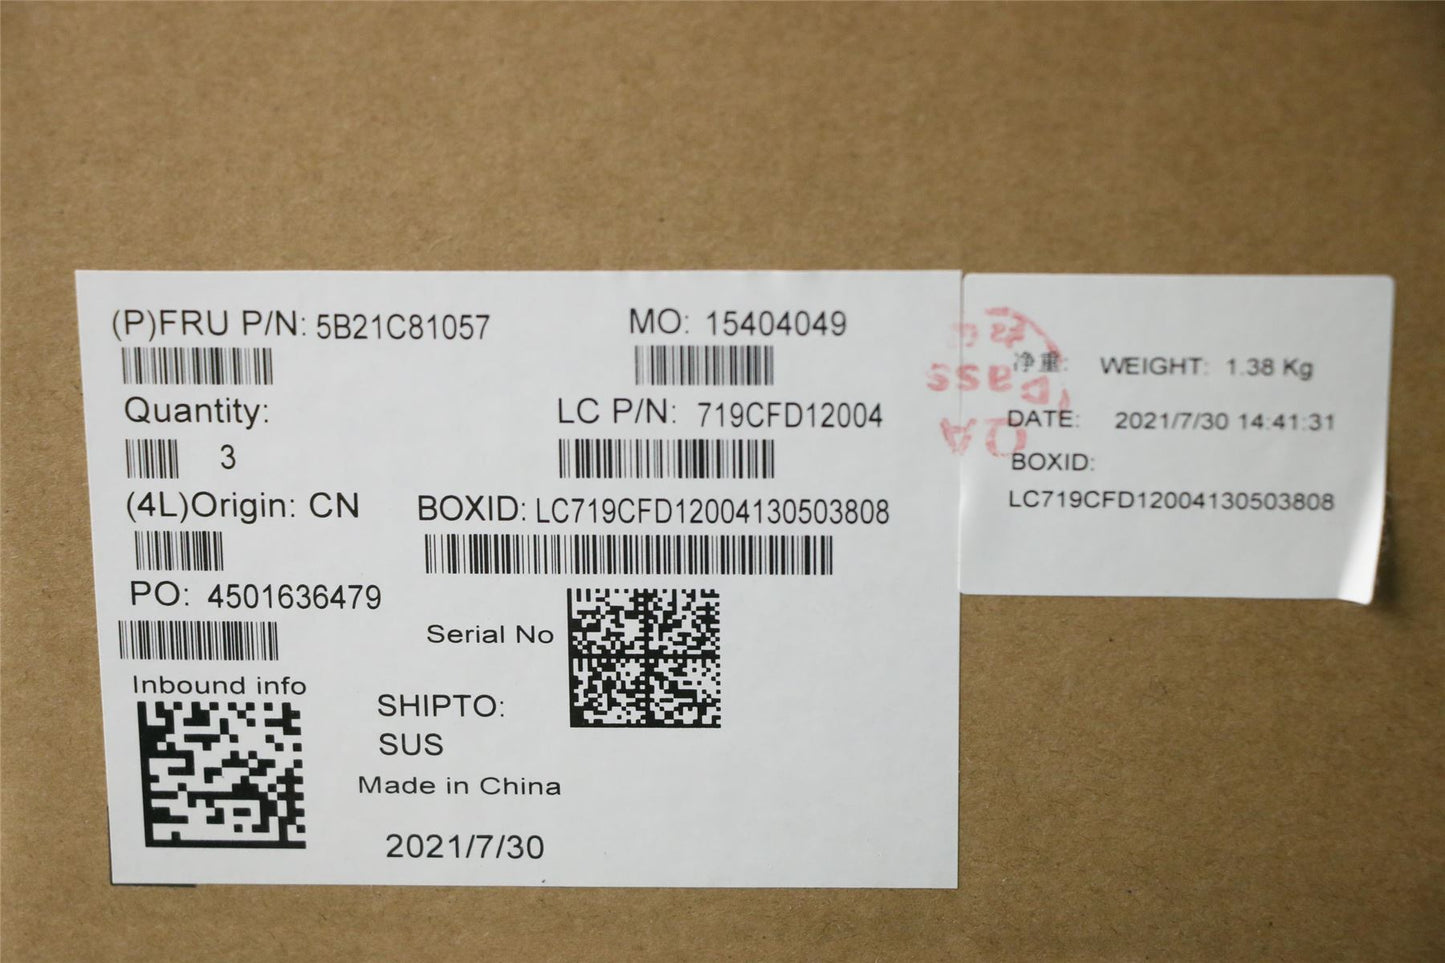 (P)FRU P/N: 5B21C81057
MO: 15404049
Quantity:
3
LC P/N: 719CFD12004
(4L)Origin: CN
BOXID: LC719CFD12004130503808
PO: 4501636479
Serial No
Inbound info
SHIPTO:
SUS
Made in China
2021/7/30
净重: WEIGHT: 1.38 Kg
DATE: 2021/7/30 14:41:31
BOXID:
LC719CFD12004130503808
Pass
QA